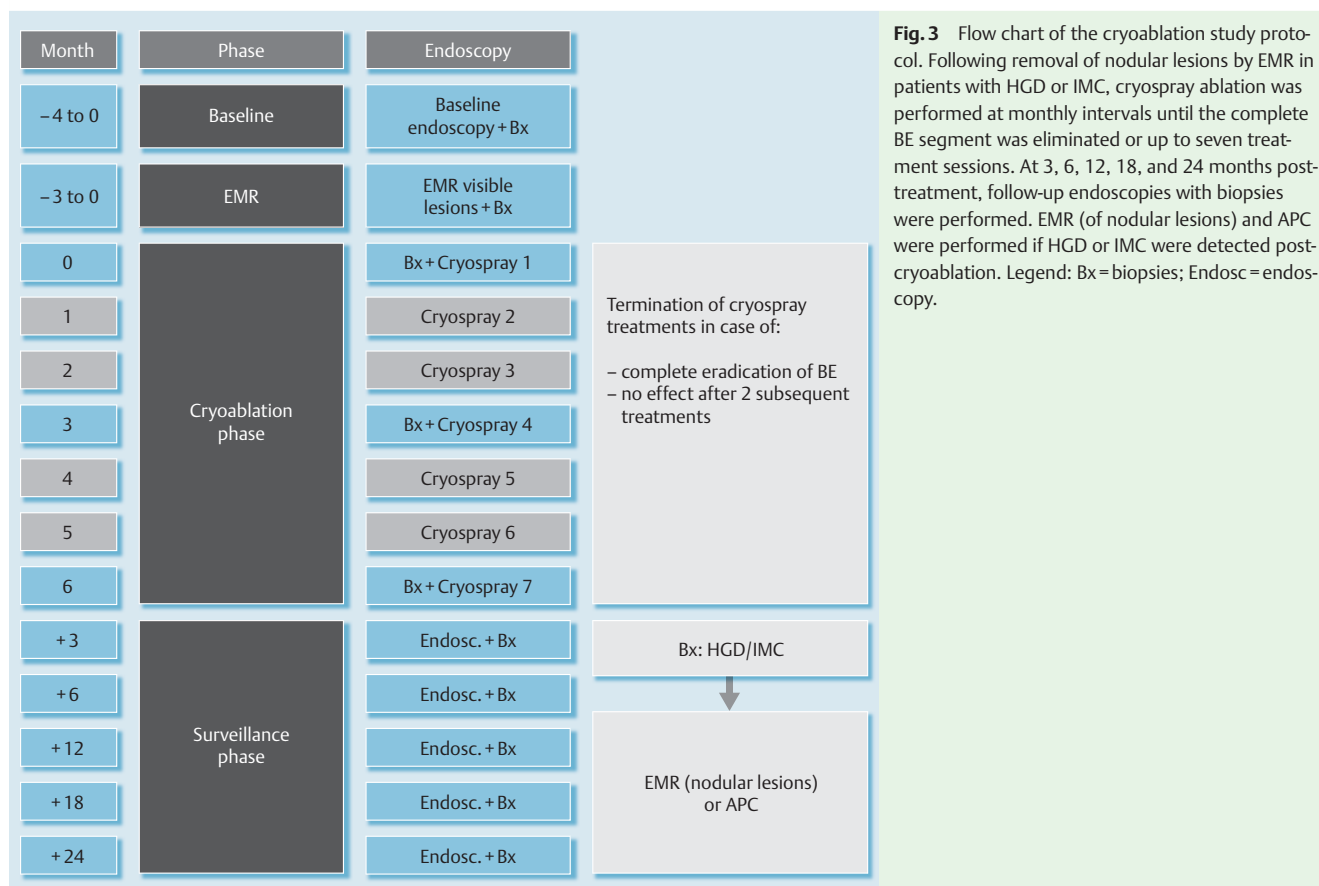 Month
Phase
Endoscopy
– 4 to 0
Baseline
Baseline
endoscopy + Bx
– 3 to 0
EMR
EMR visible
lesions + Bx
0
Bx + Cryospray 1
1
Cryospray 2
2
Cryospray 3
3
Bx + Cryospray 4
4
Cryospray 5
5
Cryospray 6
6
Bx + Cryospray 7
Cryoablation
phase
Termination of cryospray
treatments in case of:
– complete eradication of BE
– no effect after 2 subsequent
treatments
+ 3
Endosc. + Bx
+ 6
Endosc. + Bx
+ 12
Endosc. + Bx
+ 18
Endosc. + Bx
+ 24
Endosc. + Bx
Surveillance
phase
Bx: HGD/IMC
EMR (nodular lesions)
or APC
Fig. 3 Flow chart of the cryoablation study proto-
col. Following removal of nodular lesions by EMR in
patients with HGD or IMC, cryospray ablation was
performed at monthly intervals until the complete
BE segment was eliminated or up to seven treat-
ment sessions. At 3, 6, 12, 18, and 24 months post-
treatment, follow-up endoscopies with biopsies
were performed. EMR (of nodular lesions) and APC
were performed if HGD or IMC were detected post-
cryoablation. Legend: Bx = biopsies; Endosc = endos-
copy.